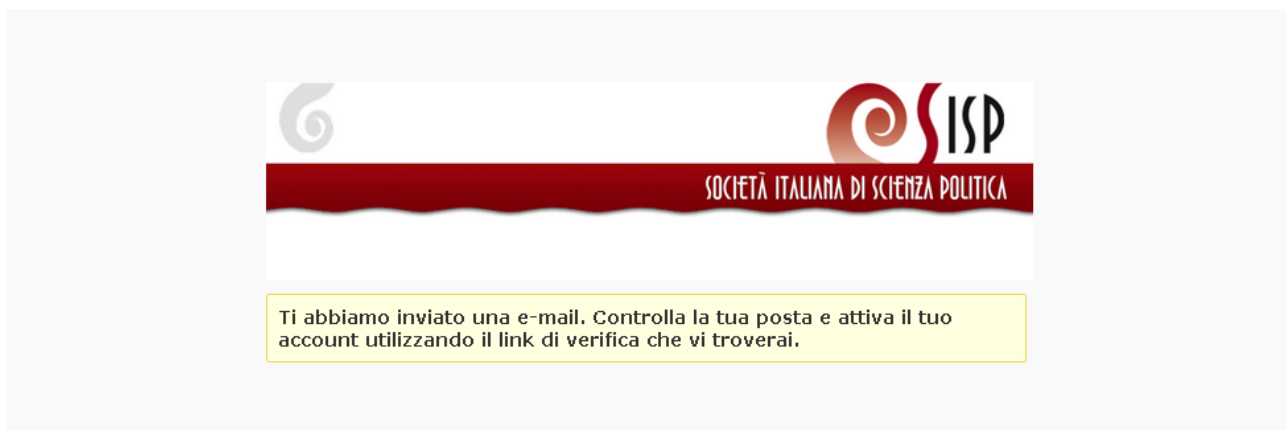 SISP
SOCIETÀ ITALIANA DI SCIENZA POLITICA
Ti abbiamo inviato una e-mail. Controlla la tua posta e attiva il tuo
account utilizzando il link di verifica che vi troverai.